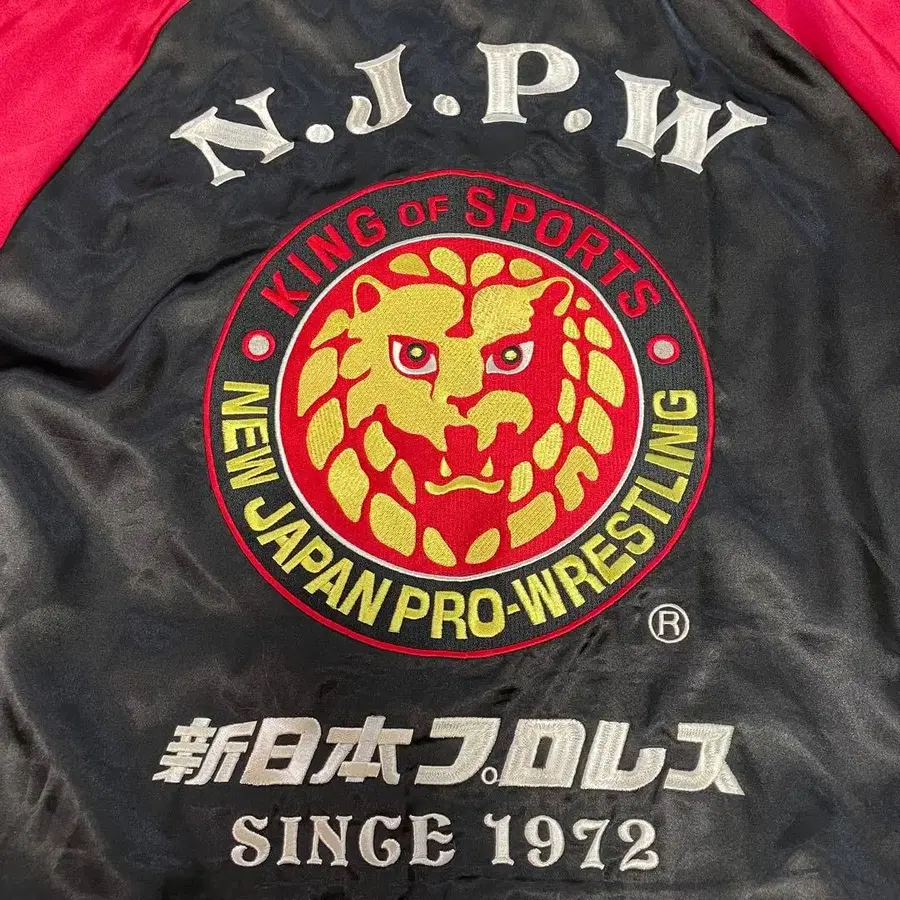 N.J.P.W
KING OF SPORTS
NEW JAPAN PRO-WRESTLING
®
新日本プロレス
SINCE 1972